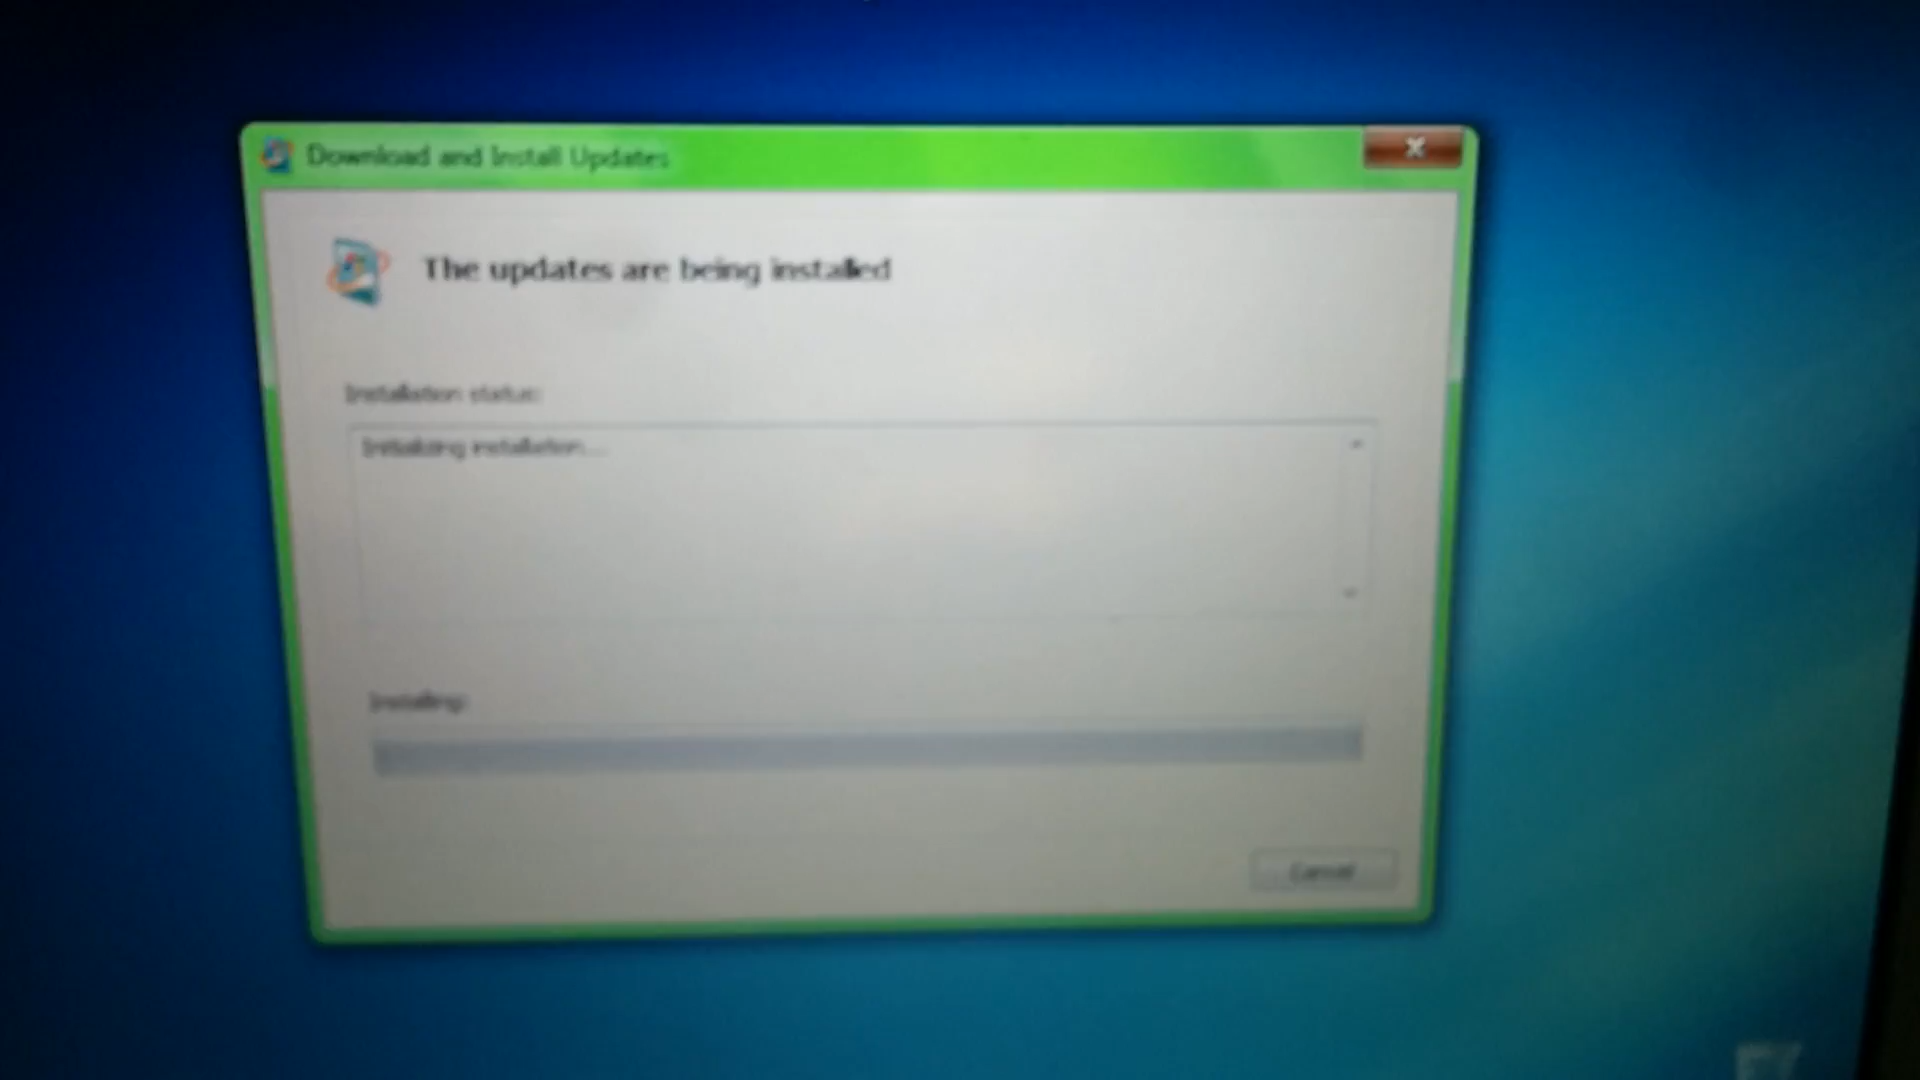 Download and Install Updates
The updates are being installed
Installation status:
Initializing installation...
Installing:
Cancel